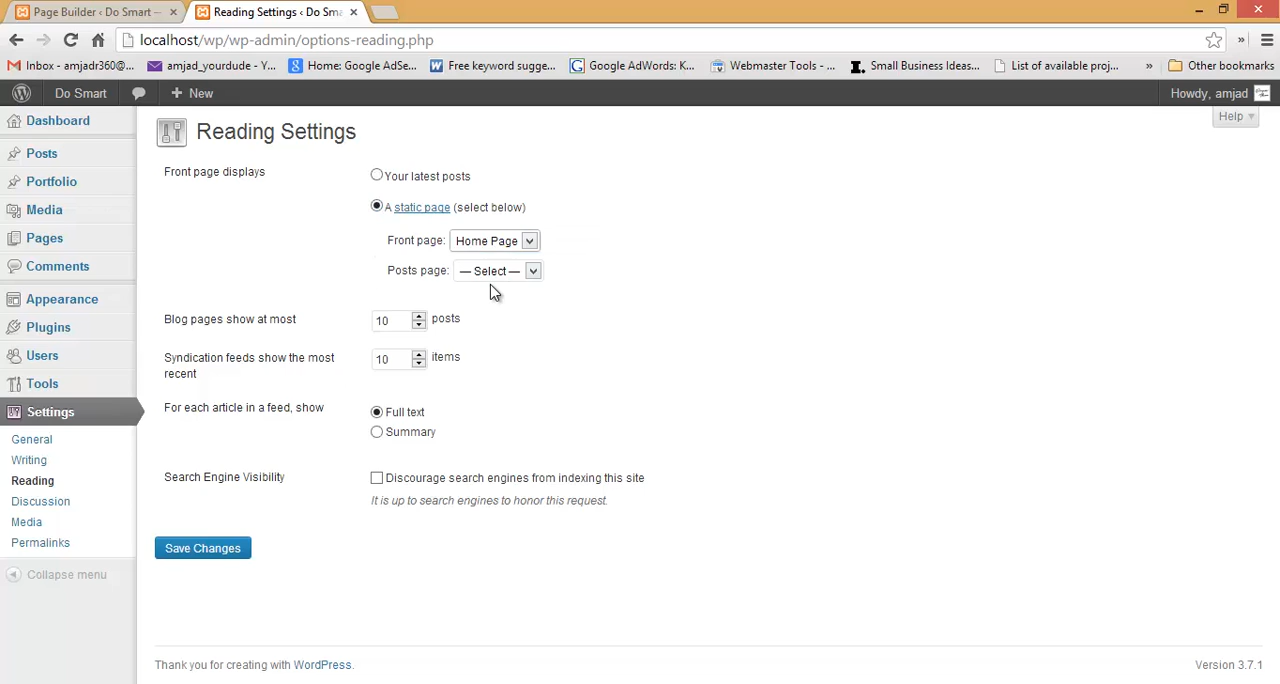 Page Builder ‹ Do Smart —
Reading Settings ‹ Do Sma
localhost/wp/wp-admin/options-reading.php
Inbox - amjadr360@...
amjad_yourdude - Y...
Home: Google AdSe...
Free keyword sugge...
Google AdWords: K...
Webmaster Tools - ...
Small Business Ideas...
List of available proj...
»
Other bookmarks
Do Smart
+ New
Howdy, amjad
Help
Dashboard
Posts
Portfolio
Media
Pages
Comments
Appearance
Plugins
Users
Tools
Settings
General
Writing
Reading
Discussion
Media
Permalinks
Collapse menu
Reading Settings
Front page displays
Your latest posts
A static page (select below)
Front page: Home Page
Posts page: — Select —
Blog pages show at most
10 posts
Syndication feeds show the most
recent
10 items
For each article in a feed, show
Full text
Summary
Search Engine Visibility
Discourage search engines from indexing this site
It is up to search engines to honor this request.
Save Changes
Thank you for creating with WordPress.
Version 3.7.1